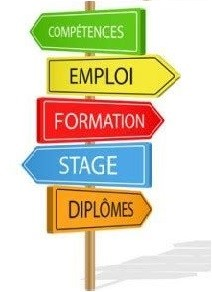 COMPÉTENCES
EMPLOI
FORMATION
STAGE
DIPLÔMES